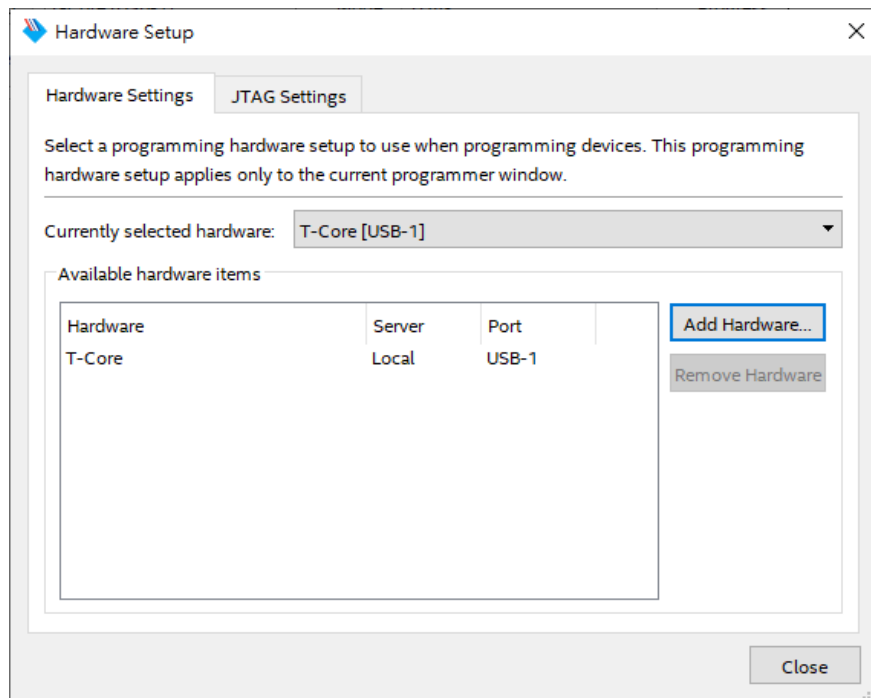 Hardware Setup
Hardware Settings JTAG Settings
Select a programming hardware setup to use when programming devices. This programming
hardware setup applies only to the current programmer window.
Currently selected hardware: T-Core [USB-1]
Available hardware items
Hardware Server Port
T-Core Local USB-1
Add Hardware...
Remove Hardware
Close